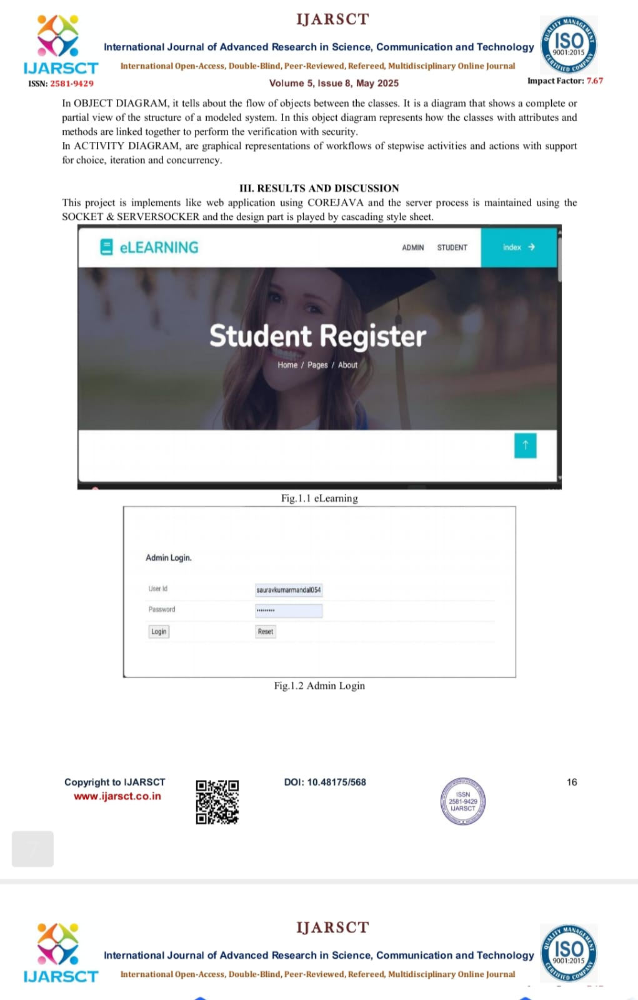 IJARSCT
International Journal of Advanced Research in Science, Communication and Technology
IJARSCT
International Open-Access, Double-Blind, Peer-Reviewed, Refereed, Multidisciplinary Online Journal
QUALITY MANAGEMENT
ISO
9001:2015
CERTIFIED COMPANY
ISSN: 2581-9429
Volume 5, Issue 8, May 2025
Impact Factor: 7.67
In OBJECT DIAGRAM, it tells about the flow of objects between the classes. It is a diagram that shows a complete or
partial view of the structure of a modeled system. In this object diagram represents how the classes with attributes and
methods are linked together to perform the verification with security.
In ACTIVITY DIAGRAM, are graphical representations of workflows of stepwise activities and actions with support
for choice, iteration and concurrency.
III. RESULTS AND DISCUSSION
This project is implements like web application using COREJAVA and the server process is maintained using the
SOCKET & SERVERSOCKER and the design part is played by cascading style sheet.
eLEARNING
ADMIN
STUDENT
index →
Student Register
Home / Pages / About
↑
Fig.1.1 eLearning
Admin Login.
User Id
sauravkumarmandal054
Password
Login
Reset
Fig.1.2 Admin Login
Copyright to IJARSCT
www.ijarsct.co.in
DOI: 10.48175/568
ISSN
2581-9429
IJARSCT
16
7
IJARSCT
International Journal of Advanced Research in Science, Communication and Technology
IJARSCT
International Open-Access, Double-Blind, Peer-Reviewed, Refereed, Multidisciplinary Online Journal
QUALITY MANAGEMENT
ISO
9001:2015
CERTIFIED COMPANY